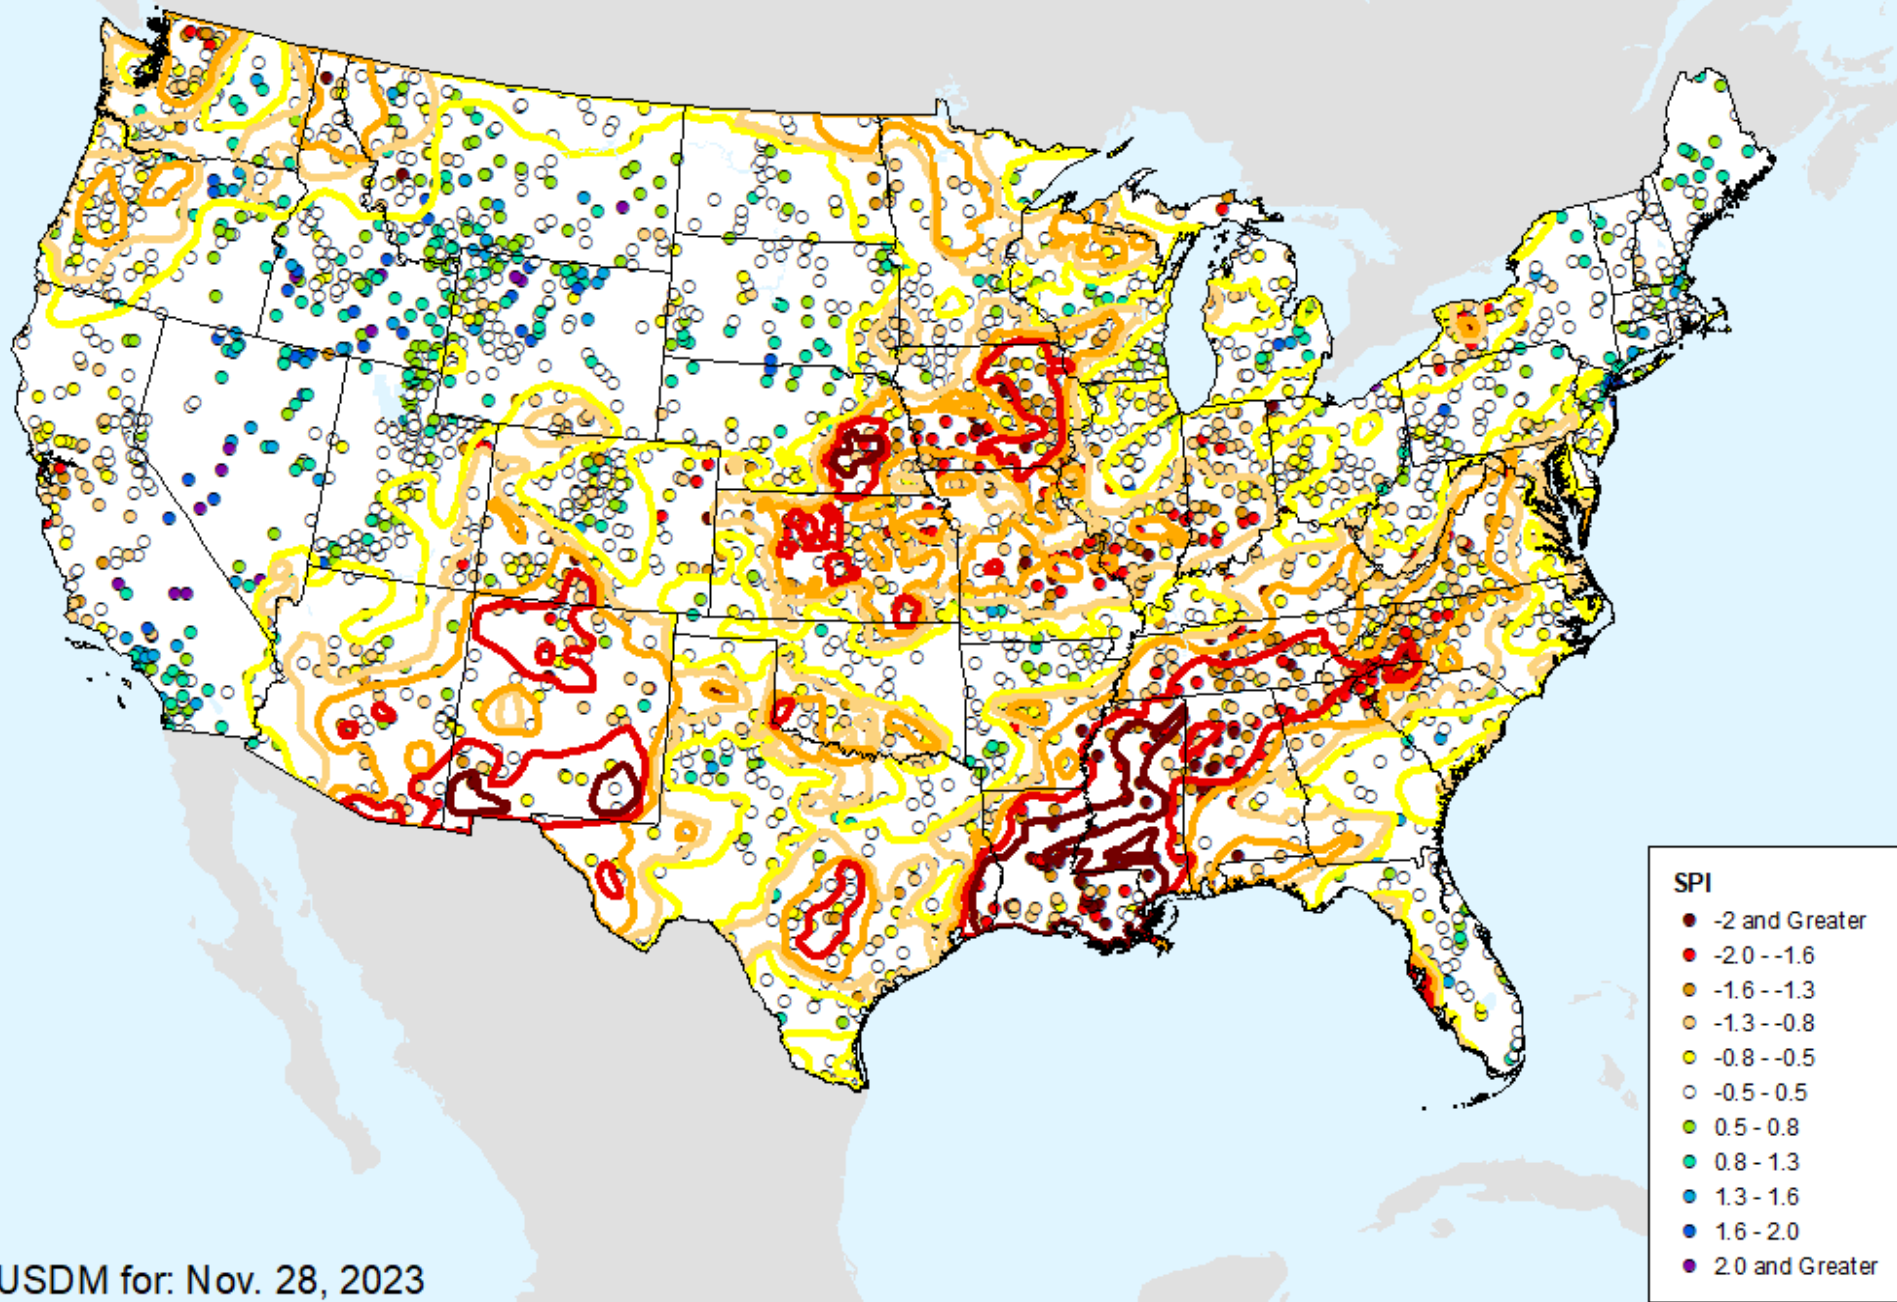 SPI
-2 and Greater
-2.0 - -1.6
-1.6 - -1.3
-1.3 - -0.8
-0.8 - -0.5
-0.5 - 0.5
0.5 - 0.8
0.8 - 1.3
1.3 - 1.6
1.6 - 2.0
2.0 and Greater
USDM for: Nov. 28, 2023